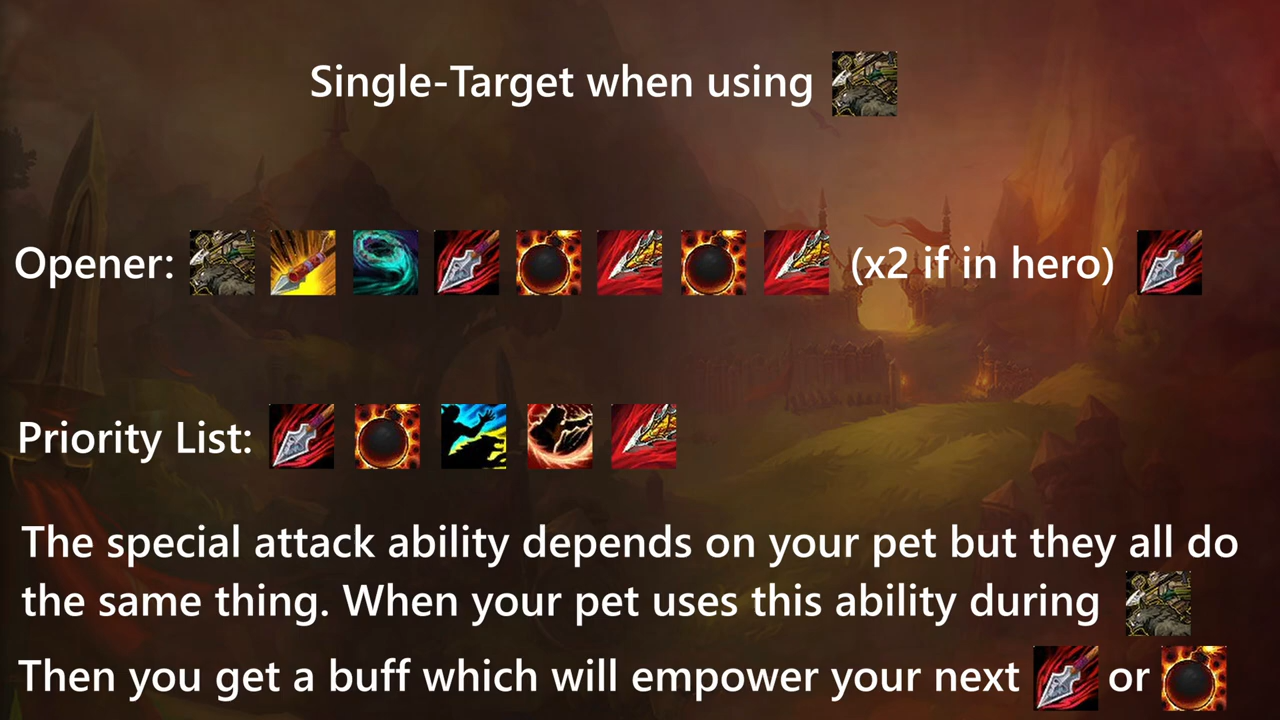 Single-Target when using
Opener: (x2 if in hero)
Priority List:
The special attack ability depends on your pet but they all do
the same thing. When your pet uses this ability during
Then you get a buff which will empower your next or